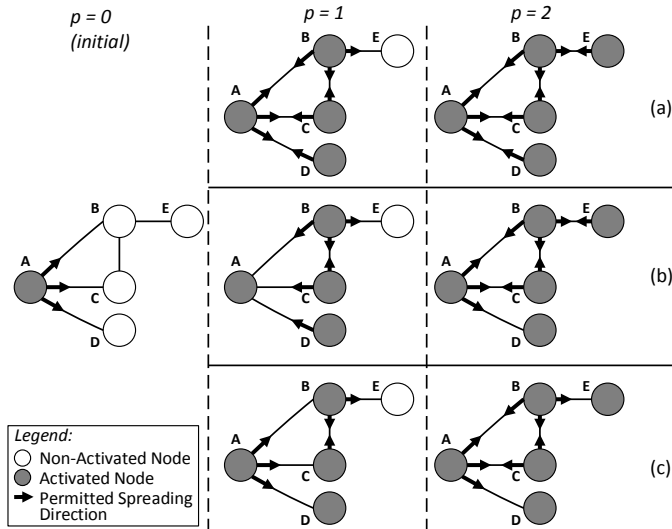 p = 0
(initial)
p = 1
p = 2
B
E
A
C
D
B
E
A
C
D
(a)
B
E
A
C
D
B
E
A
C
D
B
E
A
C
D
(b)
B
E
A
C
D
B
E
A
C
D
(c)
Legend:
Non-Activated Node
Activated Node
Permitted Spreading
Direction